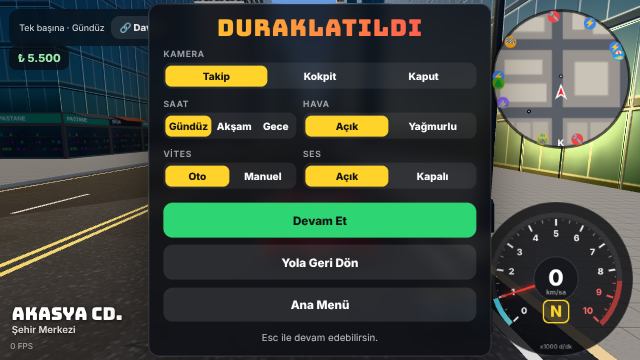 DURAKLATILDI
Tek başına · Gündüz
Dav
₺ 5.500
KAMERA
Takip Kokpit Kaput
SAAT HAVA
Gündüz Akşam Gece Açık Yağmurlu
VİTES SES
Oto Manuel Açık Kapalı
Devam Et
Yola Geri Dön
Ana Menü
Esc ile devam edebilirsin.
PASTANE
K
AKASYA CD.
Şehir Merkezi
0 FPS
0 1 2 3 4 5 6 7 8 9 10
0
km/sa
N
x1000 d/dk